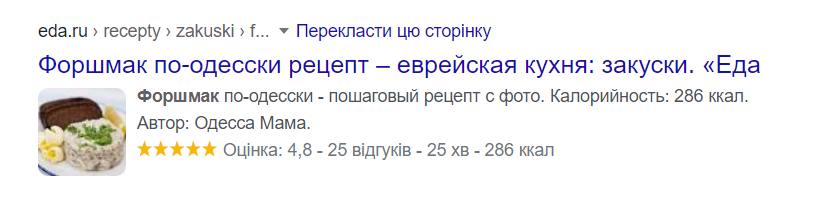 eda.ru › recepty › zakuski › f... Перекласти цю сторінку
Форшмак по-одесски рецепт – еврейская кухня: закуски. «Еда
Форшмак по-одесски - пошаговый рецепт с фото. Калорийность: 286 ккал.
Автор: Одесса Мама.
Оцінка: 4,8 - 25 відгуків - 25 хв - 286 ккал